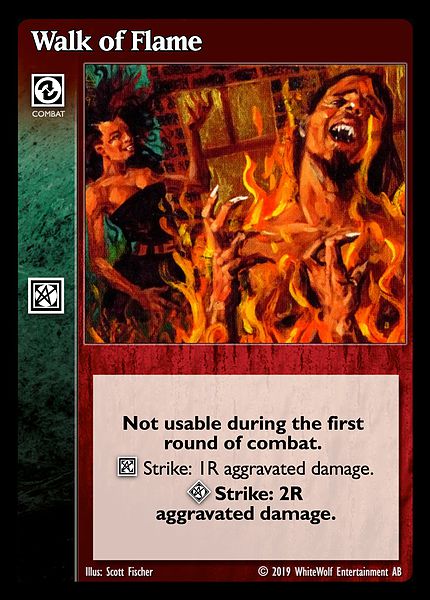 Walk of Flame
COMBAT
Not usable during the first
round of combat.
Strike: 1R aggravated damage.
Strike: 2R
aggravated damage.
Illus: Scott Fischer
© 2019 WhiteWolf Entertainment AB